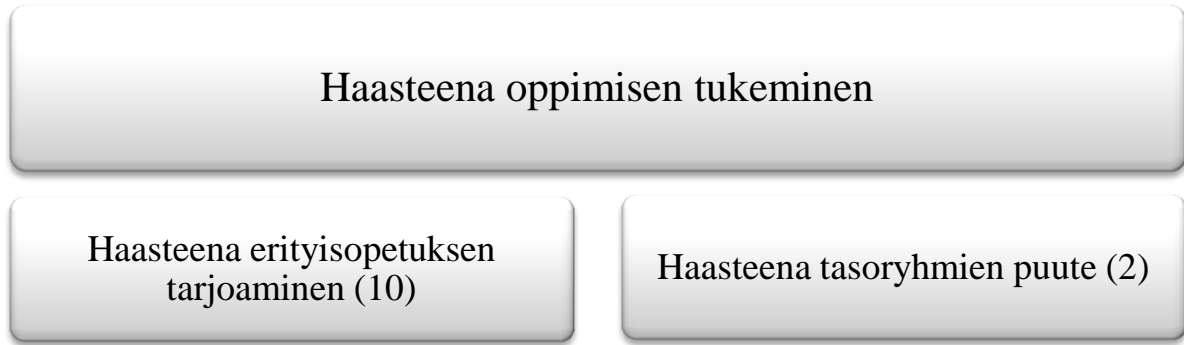 Haasteena oppimisen tukeminen
Haasteena erityisopetuksen
tarjoaminen (10)
Haasteena tasoryhmien puute (2)